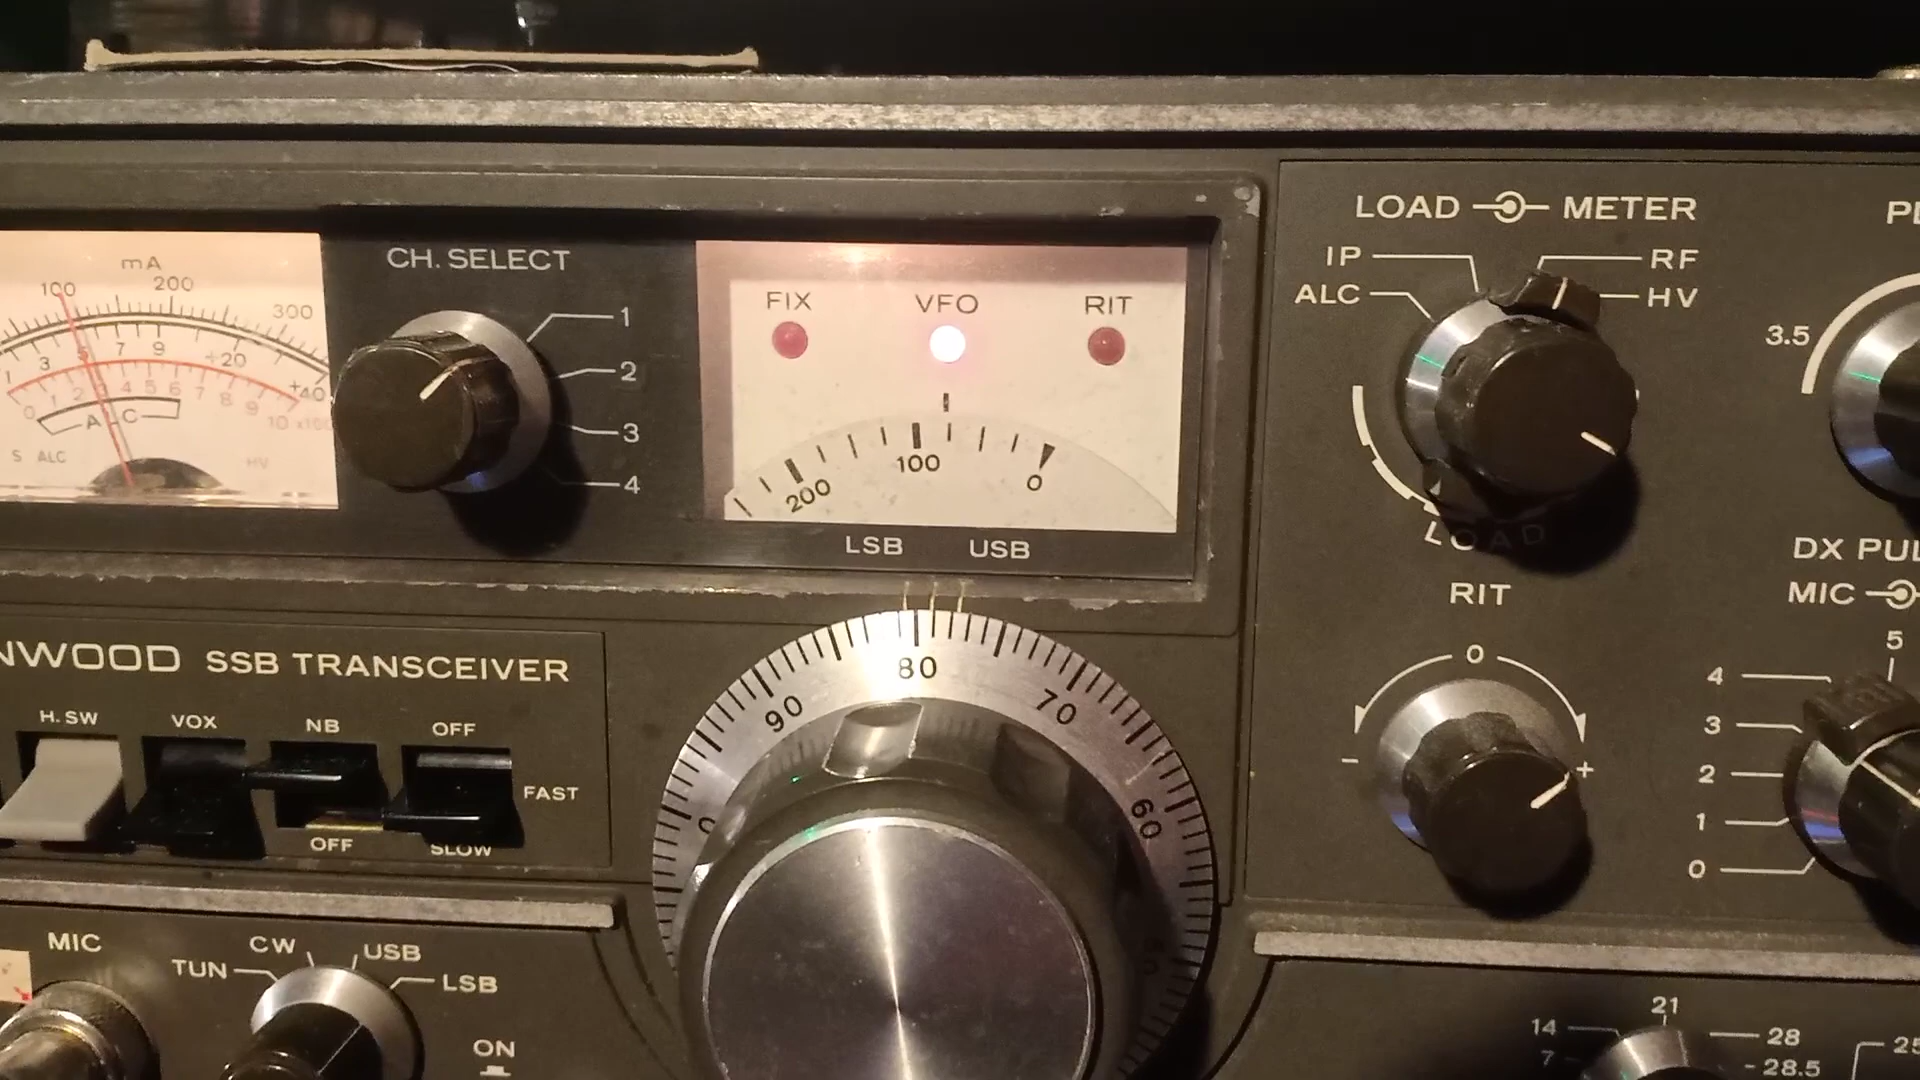 LOAD METER
PL
IP
RF
ALC
HV
mA
100
200
300
1
3
5
7
9
+20
+40
0
1
2
3
4
5
6
7
8
9
10 x100
ALC
S
ALC
HV
CH. SELECT
1
2
3
4
FIX
VFO
RIT
200
100
0
LSB
USB
3.5
LOAD
DX PUL
MIC
RIT
0
-
+
5
4
3
2
1
0
NWOOD SSB TRANSCEIVER
H. SW
VOX
NB
OFF
FAST
OFF
SLOW
90
80
70
60
MIC
TUN
CW
USB
LSB
ON
21
14
28
7
28.5
25